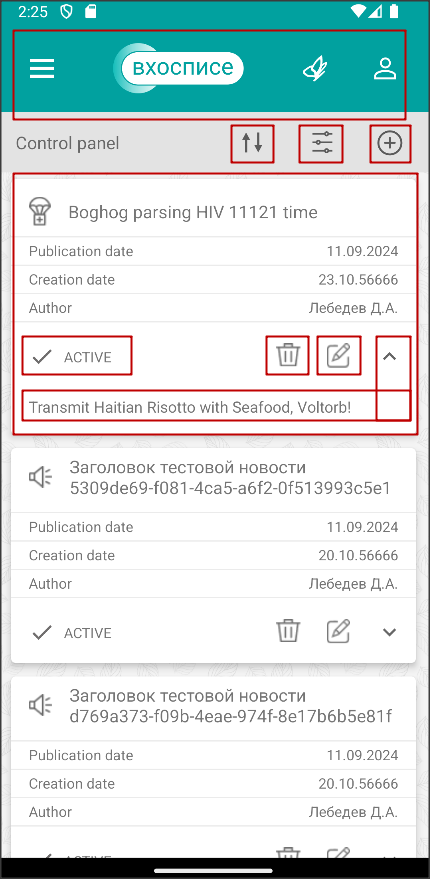 2:25
вхосписе
Control panel
Boghog parsing HIV 11121 time
Publication date 11.09.2024
Creation date 23.10.56666
Author Лебедев Д.А.
ACTIVE
Transmit Haitian Risotto with Seafood, Voltorb!
Заголовок тестовой новости
5309de69-f081-4ca5-a6f2-0f513993c5e1
Publication date 11.09.2024
Creation date 20.10.56666
Author Лебедев Д.А.
ACTIVE
Заголовок тестовой новости
d769a373-f09b-4eae-974f-8e17b6b5e81f
Publication date 11.09.2024
Creation date 20.10.56666
Author Лебедев Д.А.